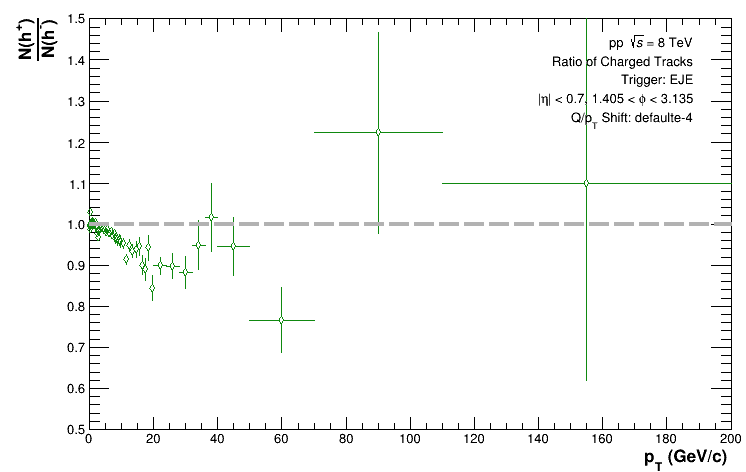 N(h⁺)
N(h⁻)
1.5
1.4
1.3
1.2
1.1
1.0
0.9
0.8
0.7
0.6
0.5
pp √s = 8 TeV
Ratio of Charged Tracks
Trigger: EJE
|η| < 0.7, 1.405 < ϕ < 3.135
Q/p_T Shift: defaulte-4
0 20 40 60 80 100 120 140 160 180 200
p_T (GeV/c)